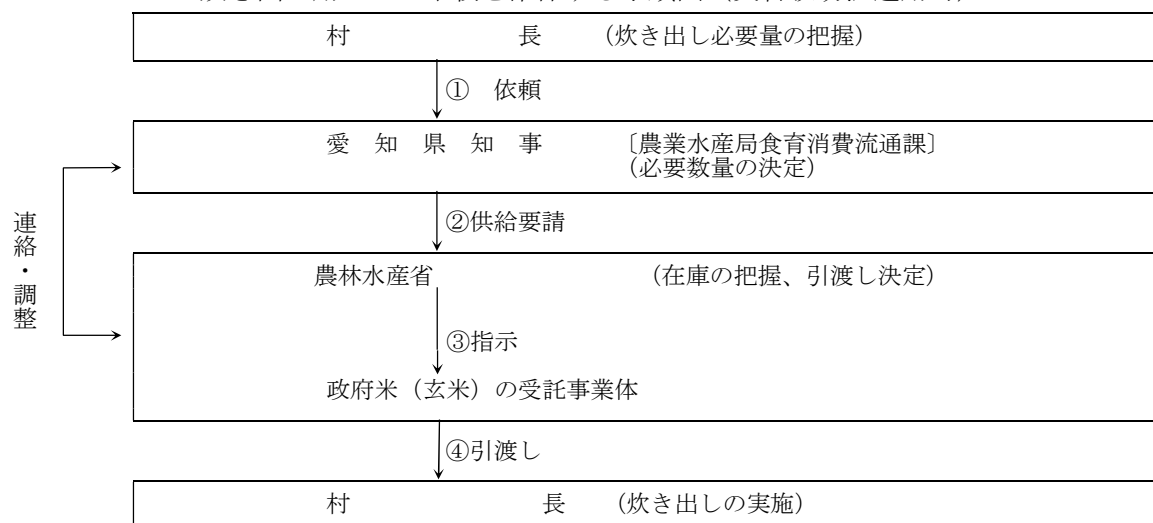 村 長 （炊き出し必要量の把握）
① 依頼
愛 知 県 知 事 〔農業水産局食育消費流通課〕
（必要数量の決定）
②供給要請
連絡・調整
農林水産省 （在庫の把握、引渡し決定）
③指示
政府米（玄米）の受託事業体
④引渡し
村 長 （炊き出しの実施）